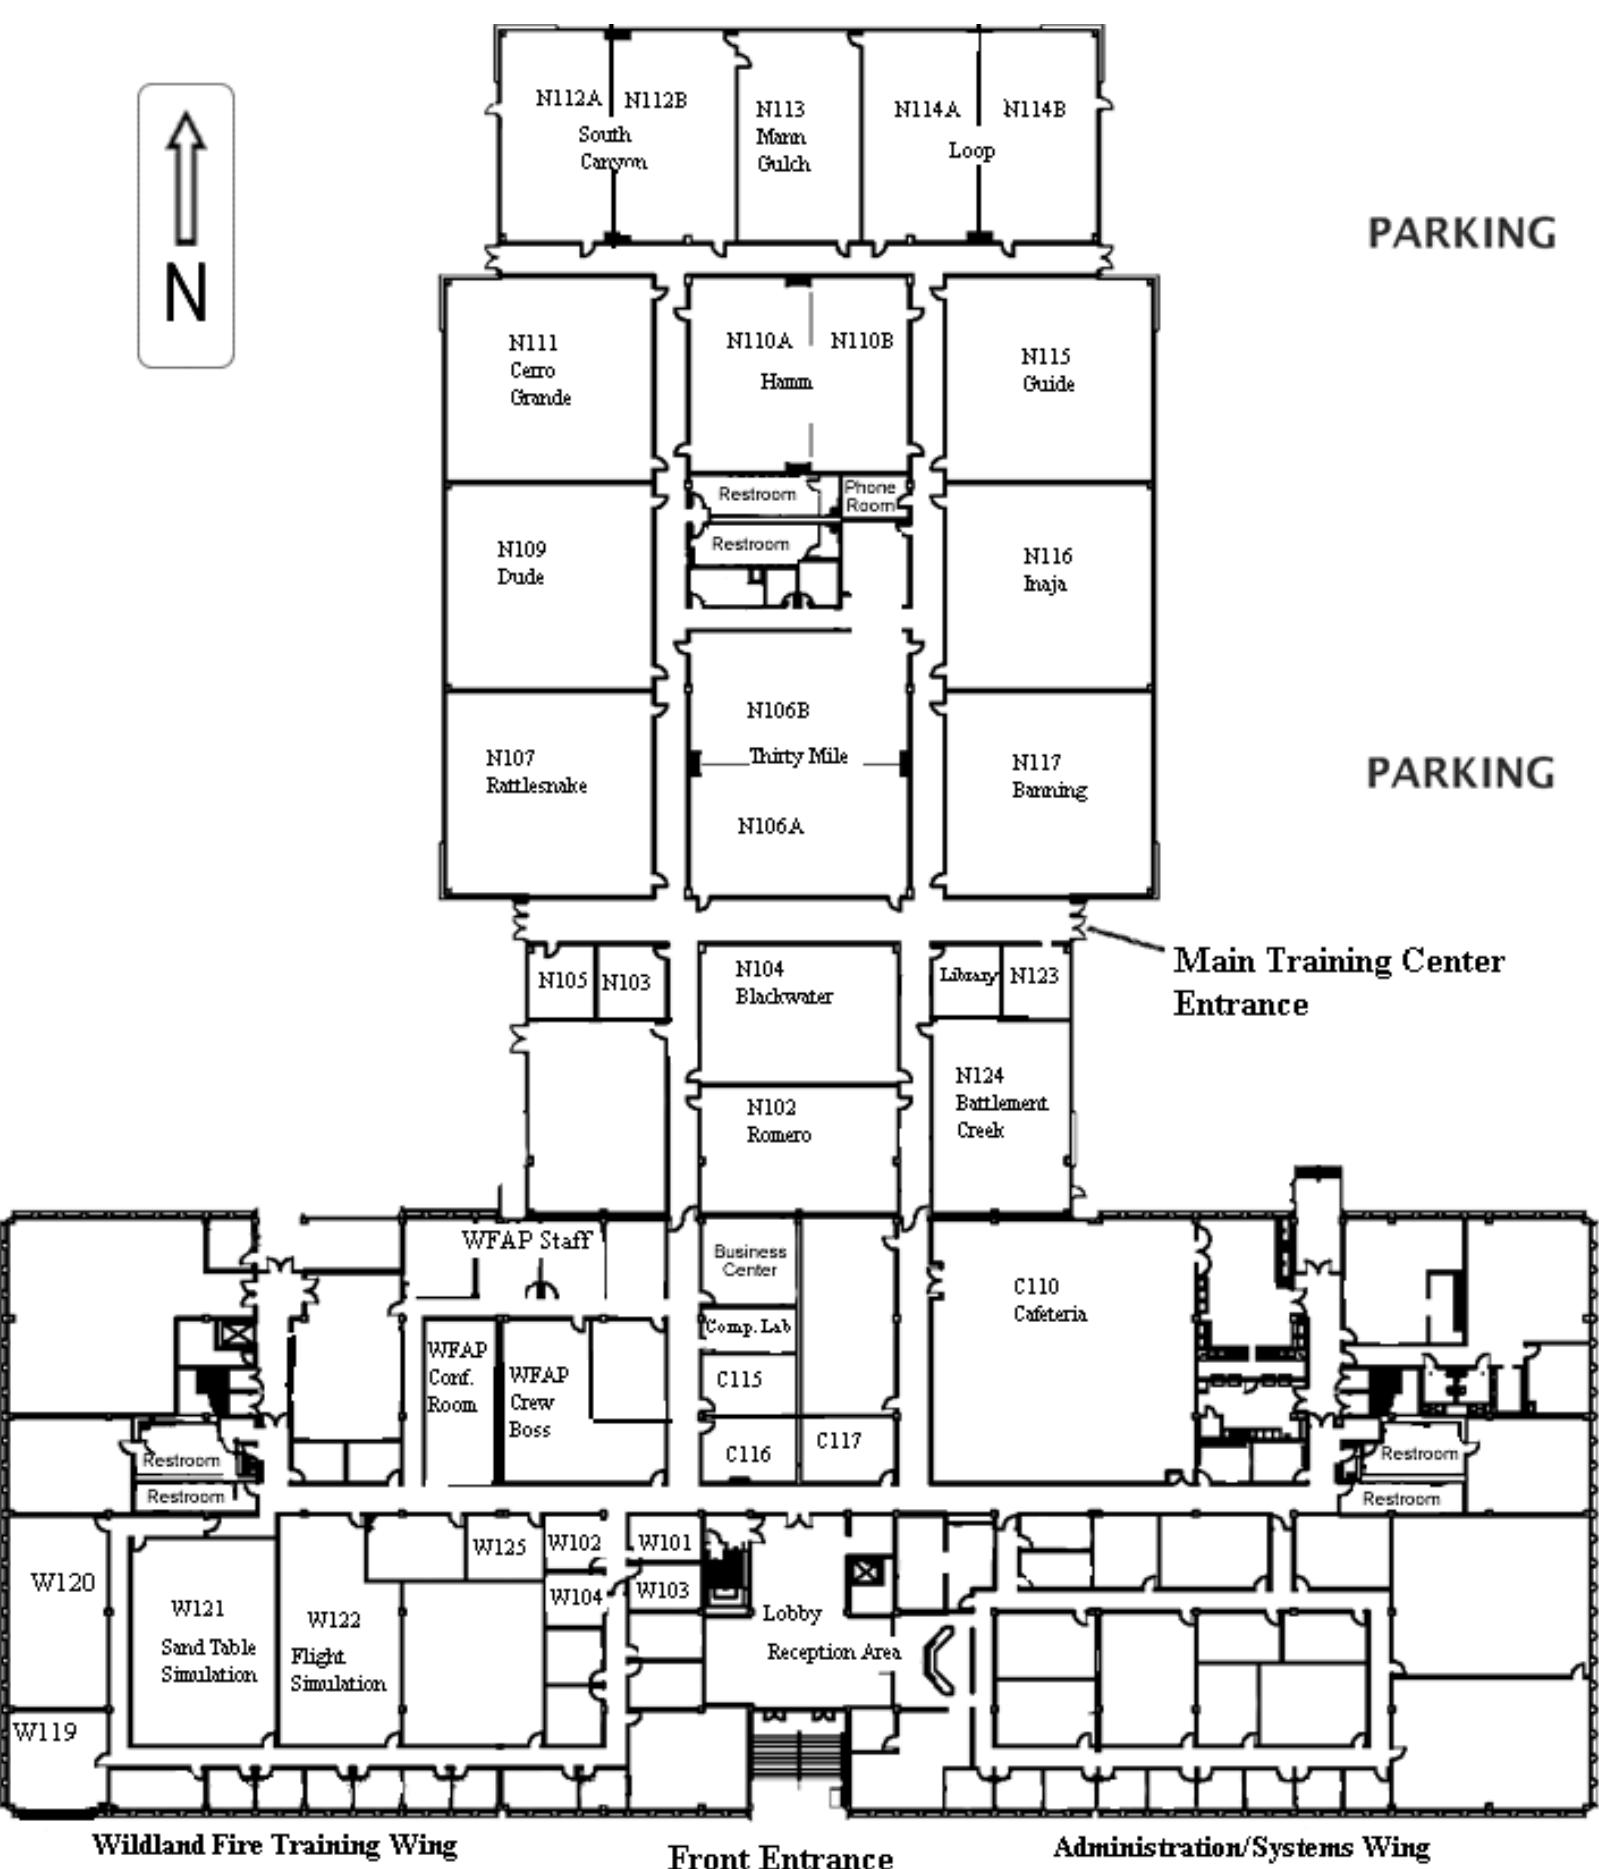 N112A
N112B
South
Canyon
N113
Mann
Gulch
N114A
N114B
Loop
PARKING
N
N111
Cerro
Grande
N110A
N110B
Hamm
N115
Guide
Restroom
Phone
Room
Restroom
N109
Dude
N116
Inaja
N106B
Thirty Mile
N106A
N107
Rattlesnake
N117
Banning
PARKING
Main Training Center
Entrance
N105
N103
N104
Blackwater
Library
N123
N102
Romero
N124
Battlement
Creek
WFAP Staff
Business
Center
C110
Cafeteria
Comp. Lab
WFAP
Conf.
Room
WFAP
Crew
Boss
C115
C116
C117
Restroom
Restroom
Restroom
Restroom
W125
W102
W101
W104
W103
W120
W121
Sand Table
Simulation
W122
Flight
Simulation
Lobby
Reception Area
W119
Wildland Fire Training Wing
Front Entrance
Administration/Systems Wing